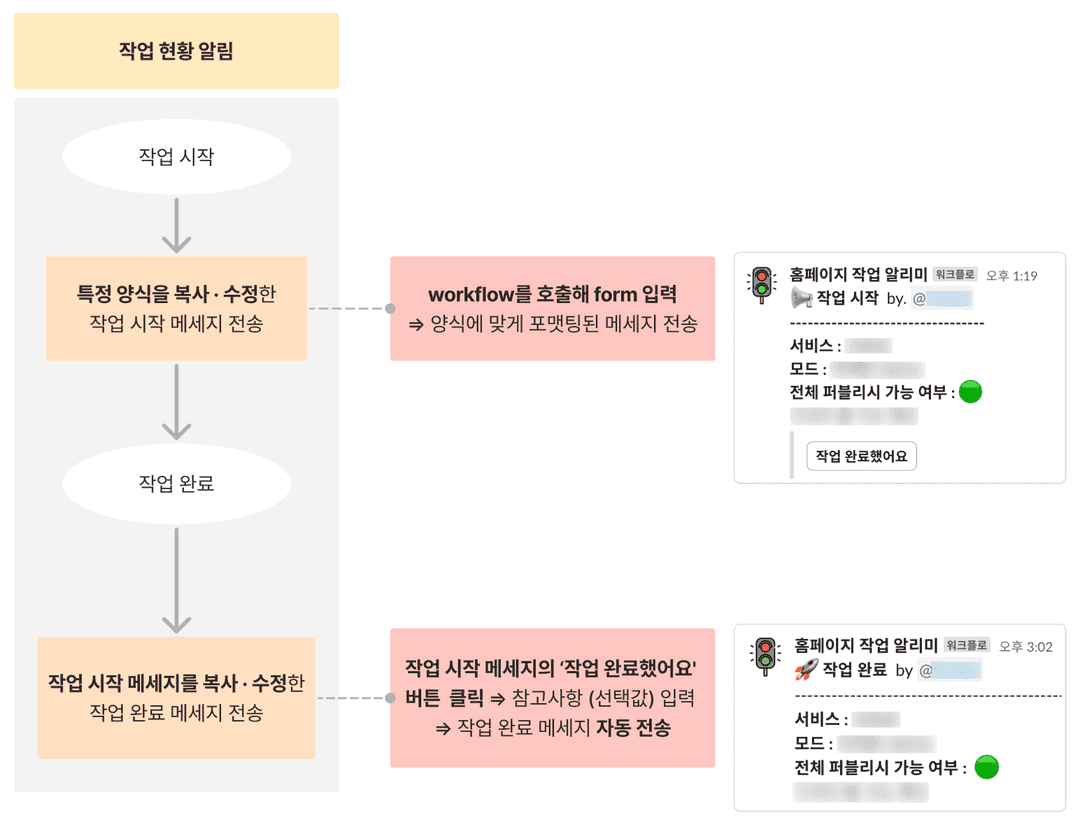 작업 현황 알림
작업 시작
특정 양식을 복사 · 수정한
작업 시작 메세지 전송
workflow를 호출해 form 입력
⇒ 양식에 맞게 포맷팅된 메세지 전송
홈페이지 작업 알리미 워크플로 오후 1:19
작업 시작 by. @
---------------------------------
서비스 :
모드 :
전체 퍼블리시 가능 여부 :
작업 완료했어요
작업 완료
작업 시작 메세지를 복사 · 수정한
작업 완료 메세지 전송
작업 시작 메세지의 ‘작업 완료했어요'
버튼 클릭 ⇒ 참고사항 (선택값) 입력
⇒ 작업 완료 메세지 자동 전송
홈페이지 작업 알리미 워크플로 오후 3:02
작업 완료 by @
---------------------------------------------
서비스 :
모드 :
전체 퍼블리시 가능 여부 :